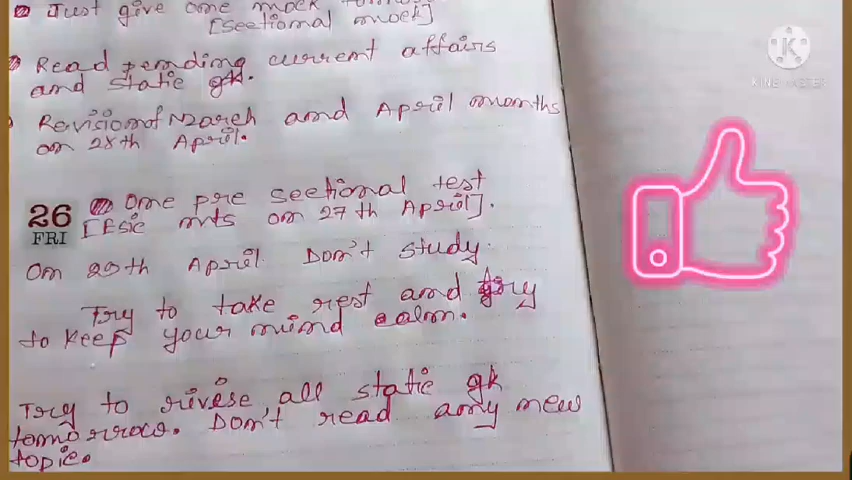 Just give one mock
[Sectional mock]
Read pending current affairs
and static gk.
Revision of March and April months
on 28th April.
One pre sectional test
26
FRI
[Esic mts on 27th April].
On 29th April Don't study
Try to take rest and try
to keep your mind calm.
Try to rivise all static gk
tomorrow. Don't read any new
topic.
KINEMASTER